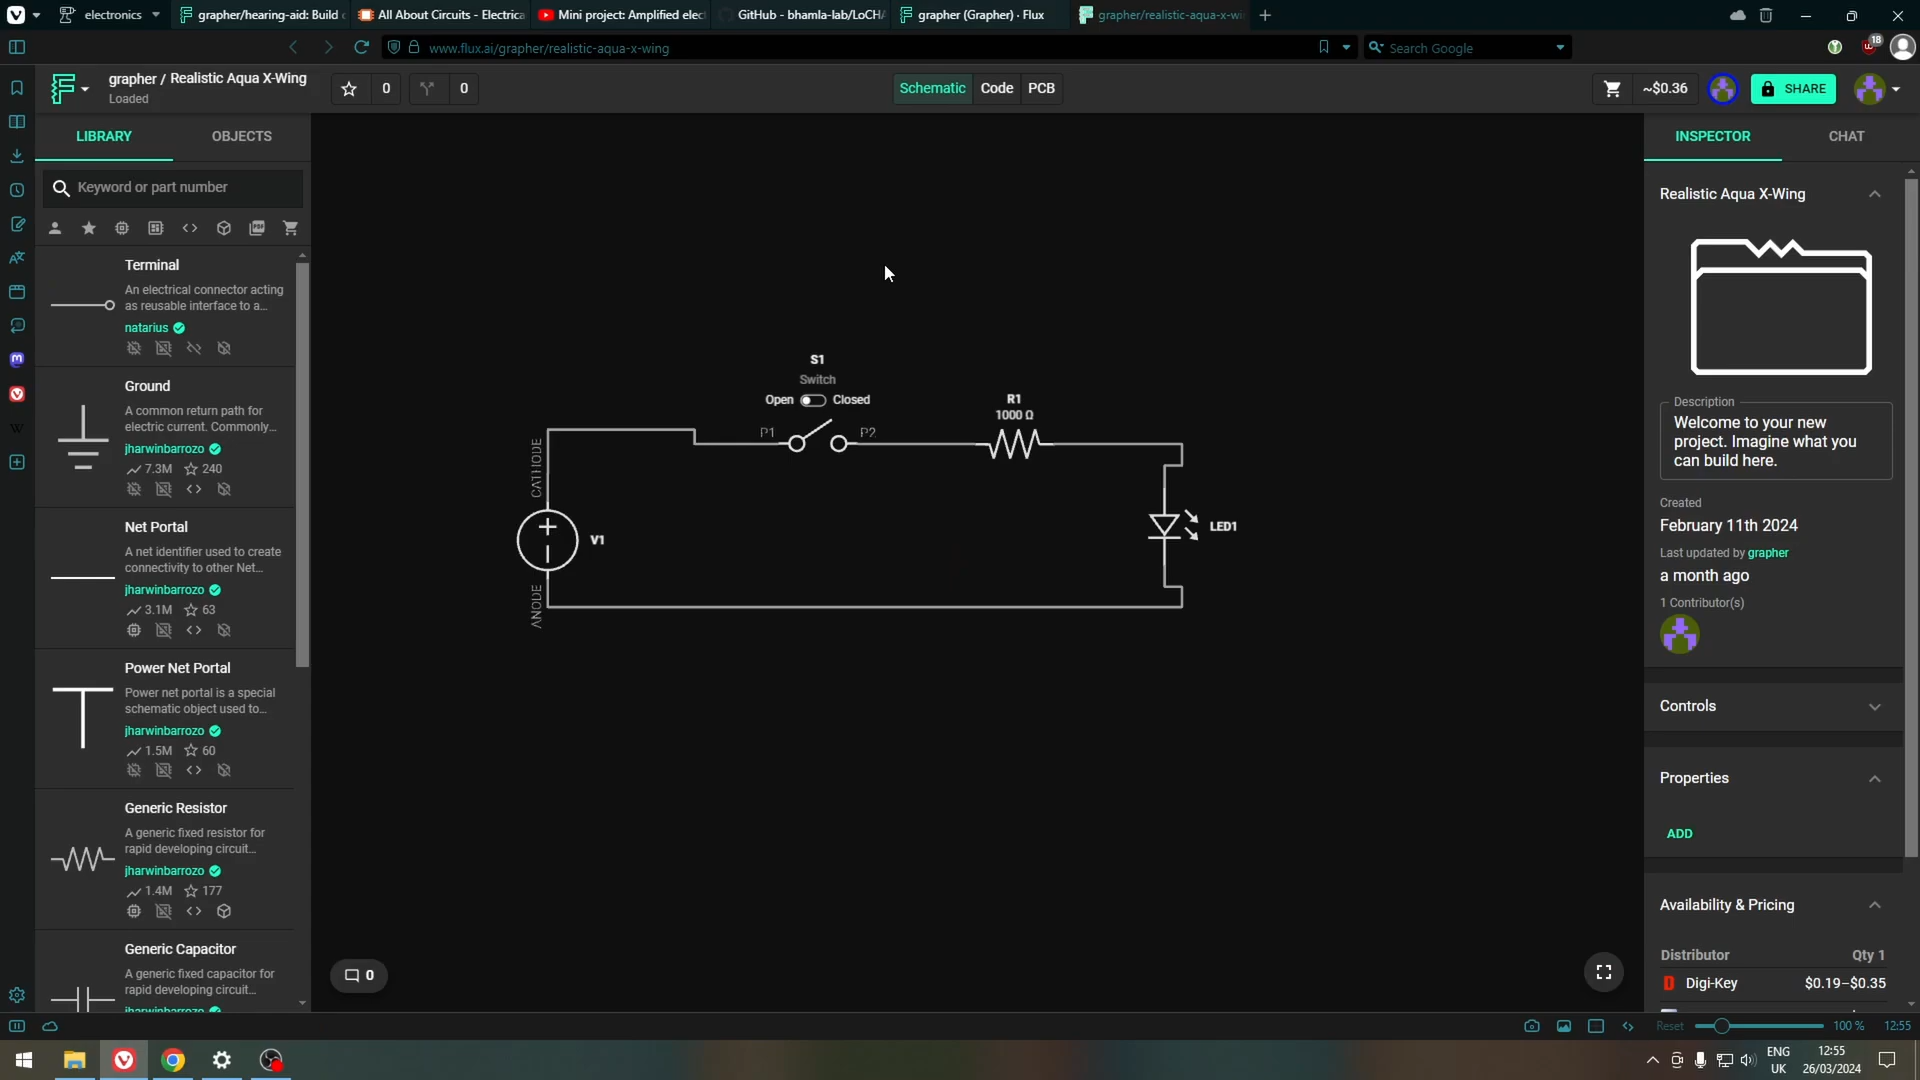 electronics
grapher/hearing-aid: Build
All About Circuits - Electrica
Mini project: Amplified elec
GitHub - bhamla-lab/LoCHA
grapher (Grapher) · Flux
grapher/realistic-aqua-x-wi
www.flux.ai/grapher/realistic-aqua-x-wing
Search Google
18
grapher / Realistic Aqua X-Wing
Loaded
0
0
Schematic
Code
PCB
~$0.36
SHARE
LIBRARY
OBJECTS
Keyword or part number
PDF
Terminal
An electrical connector acting
as reusable interface to a...
natarius
Ground
A common return path for
electric current. Commonly...
jharwinbarrozo
7.3M
240
Net Portal
A net identifier used to create
connectivity to other Net...
jharwinbarrozo
3.1M
63
Power Net Portal
Power net portal is a special
schematic object used to...
jharwinbarrozo
1.5M
60
Generic Resistor
A generic fixed resistor for
rapid developing circuit...
jharwinbarrozo
1.4M
177
Generic Capacitor
A generic fixed capacitor for
rapid developing circuit...
jharwinbarrozo
S1
Switch
Open
Closed
P1
P2
R1
1000 Ω
CATHODE
V1
ANODE
LED1
0
INSPECTOR
CHAT
Realistic Aqua X-Wing
Description
Welcome to your new
project. Imagine what you
can build here.
Created
February 11th 2024
Last updated by grapher
a month ago
1 Contributor(s)
Controls
Properties
ADD
Availability & Pricing
Distributor
Qty 1
Digi-Key
$0.19–$0.35
Reset
100 %
12:55
ENG
UK
12:55
26/03/2024